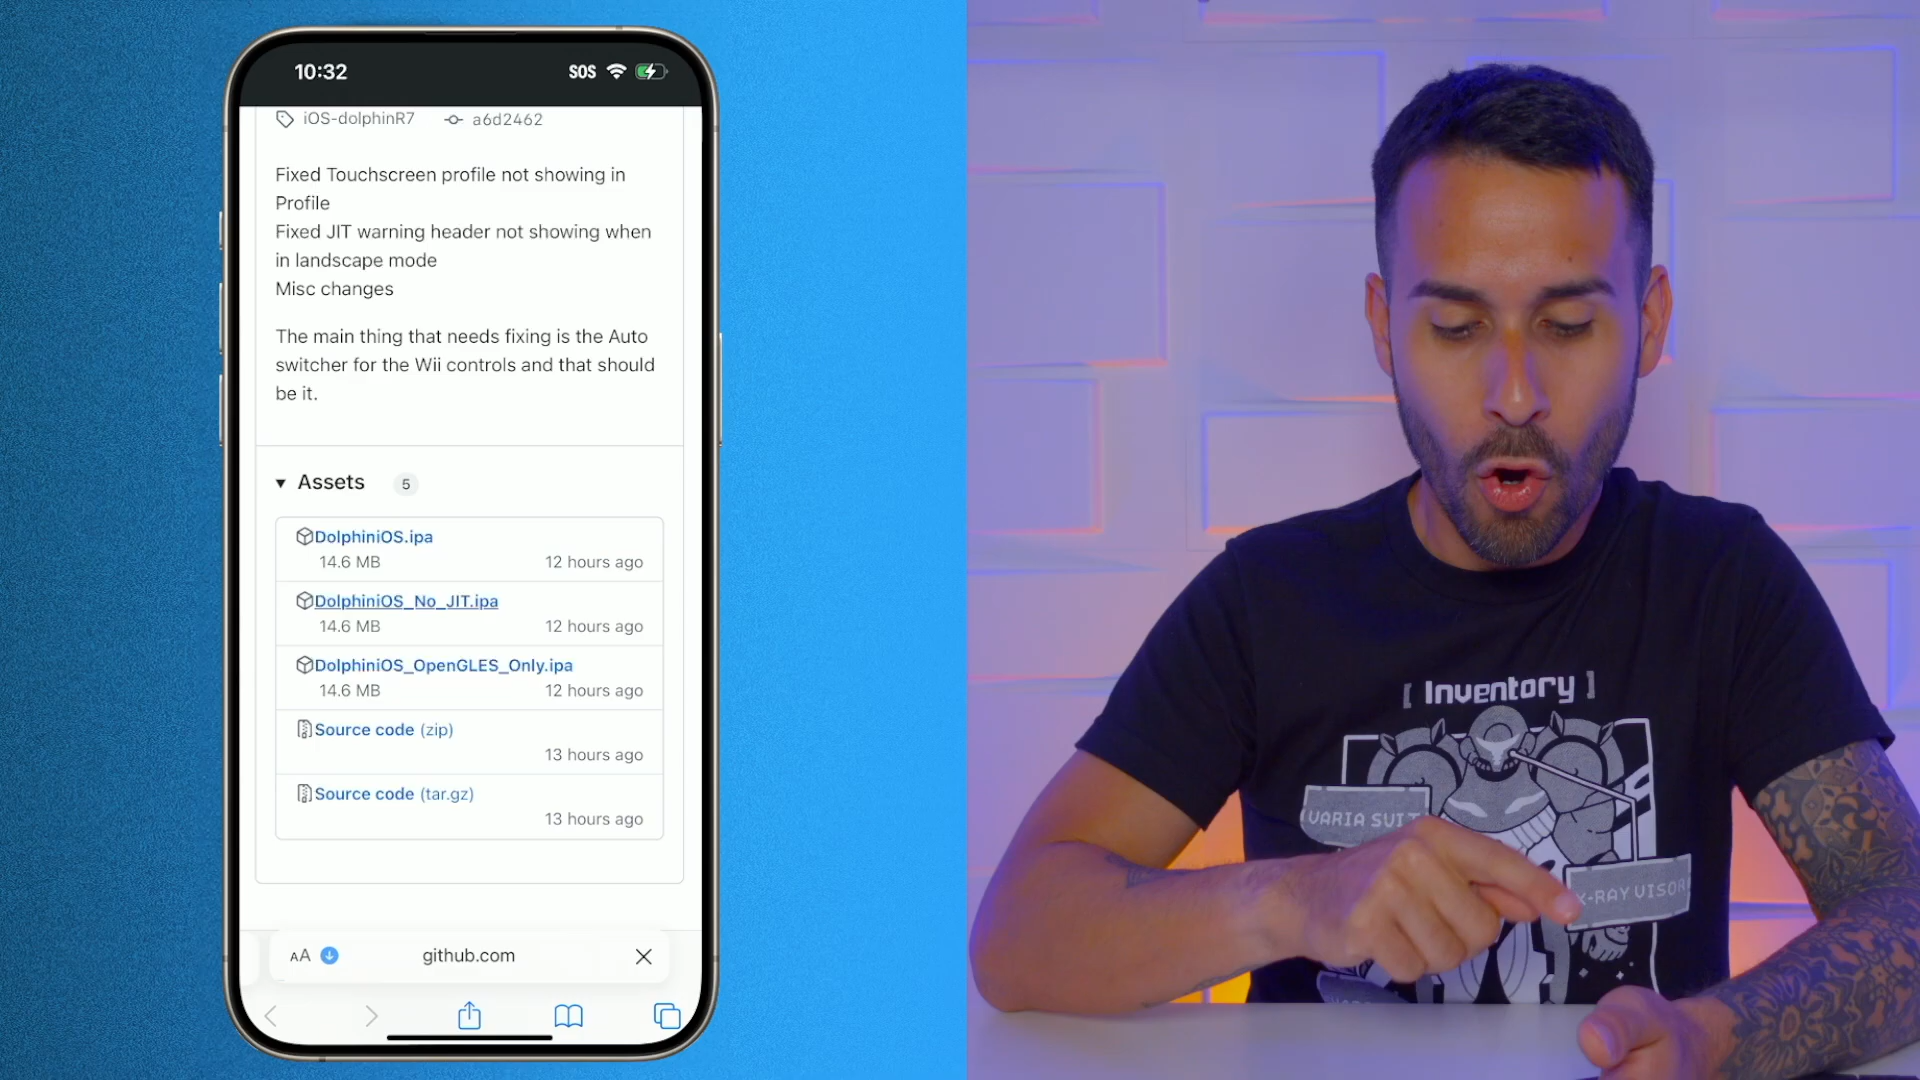 10:32
SOS
iOS-dolphinR7 a6d2462
Fixed Touchscreen profile not showing in
Profile
Fixed JIT warning header not showing when
in landscape mode
Misc changes
The main thing that needs fixing is the Auto
switcher for the Wii controls and that should
be it.
Assets 5
DolphiniOS.ipa
14.6 MB 12 hours ago
DolphiniOS_No_JIT.ipa
14.6 MB 12 hours ago
DolphiniOS_OpenGLES_Only.ipa
14.6 MB 12 hours ago
Source code (zip)
13 hours ago
Source code (tar.gz)
13 hours ago
AA github.com
[ Inventory ]
VARIA SUIT
X-RAY VISOR